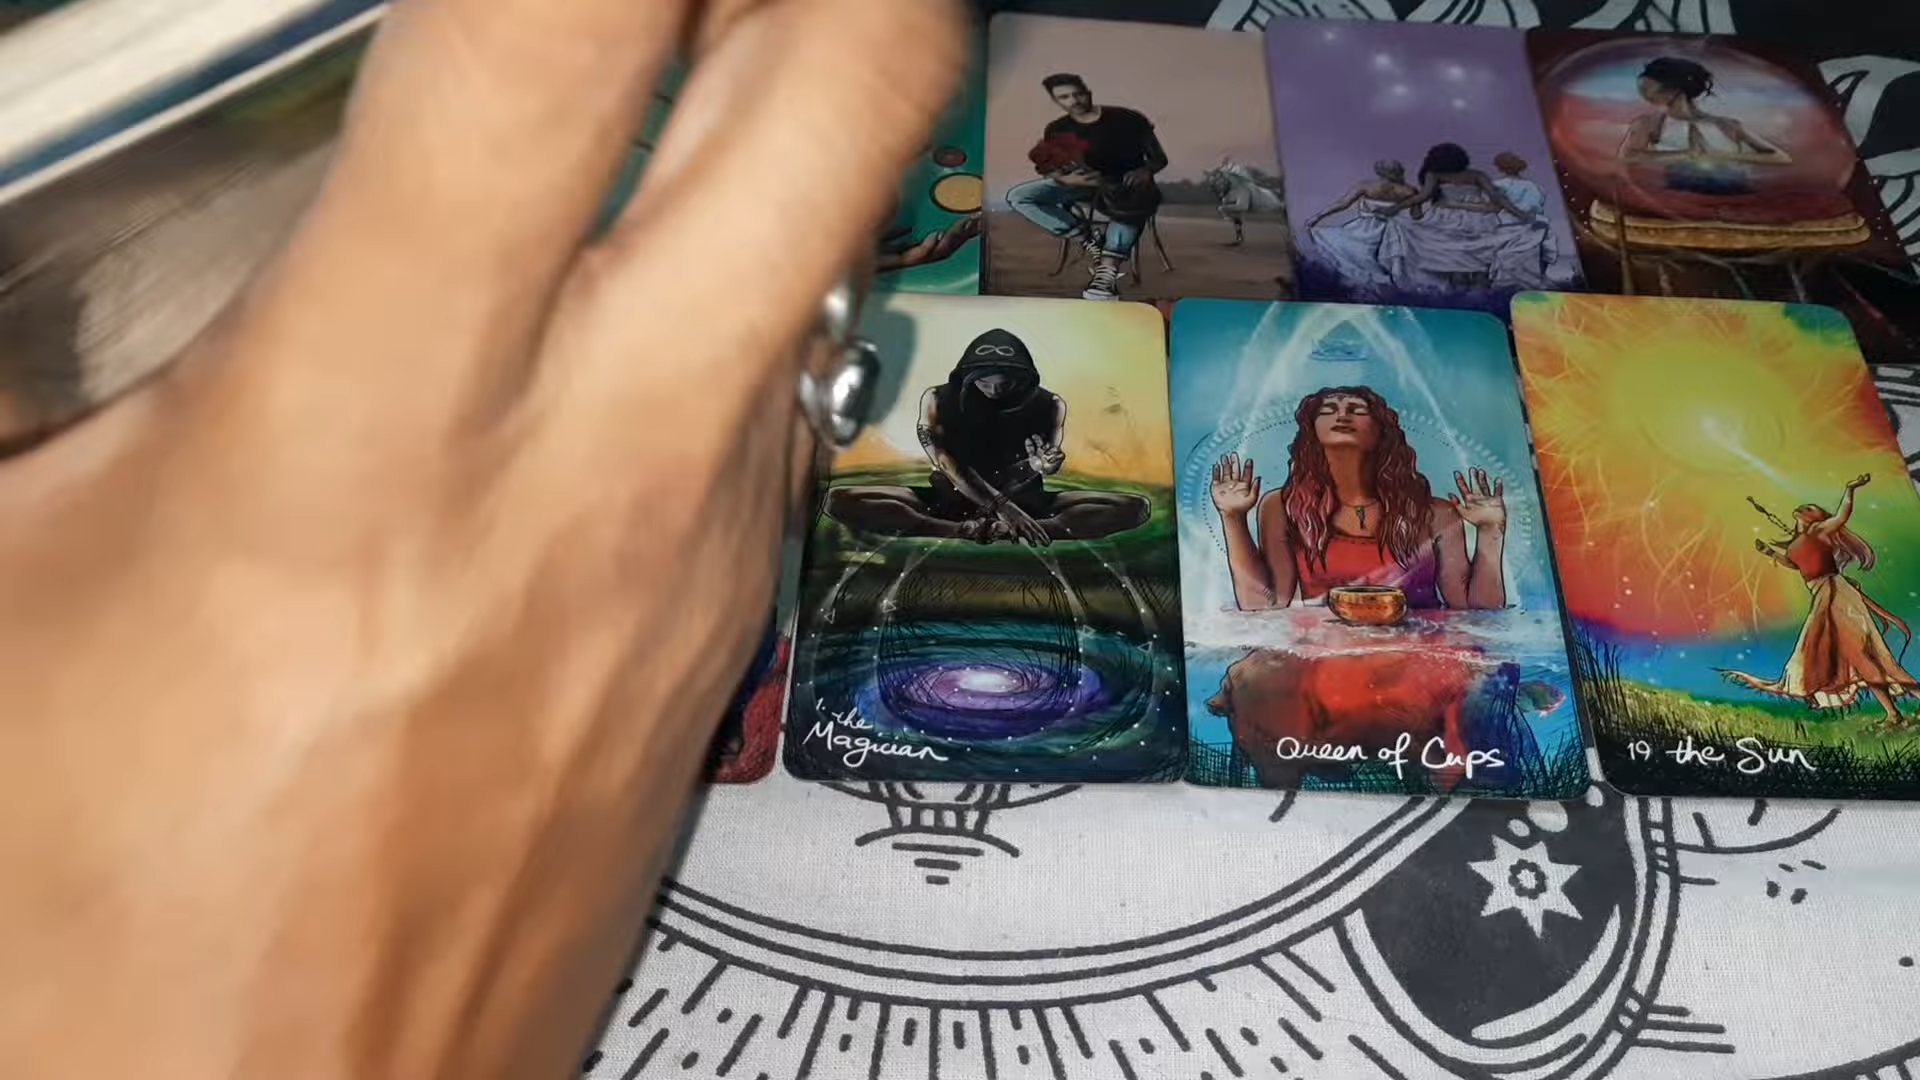 1. the
Magician
Queen of Cups
19 the Sun